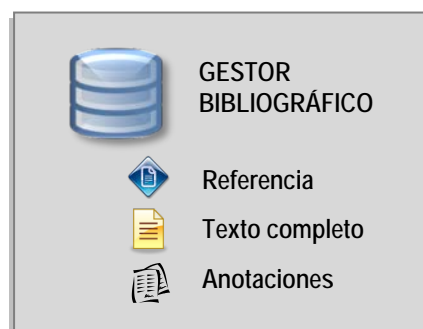 GESTOR
BIBLIOGRÁFICO
Referencia
Texto completo
Anotaciones